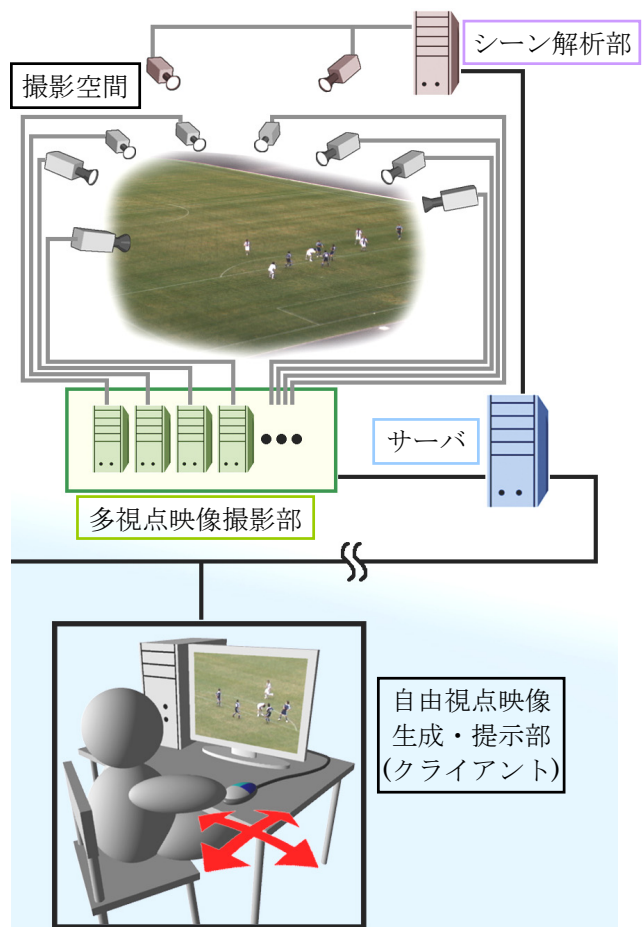 シーン解析部
撮影空間
サーバ
多視点映像撮影部
自由視点映像
生成・提示部
(クライアント)